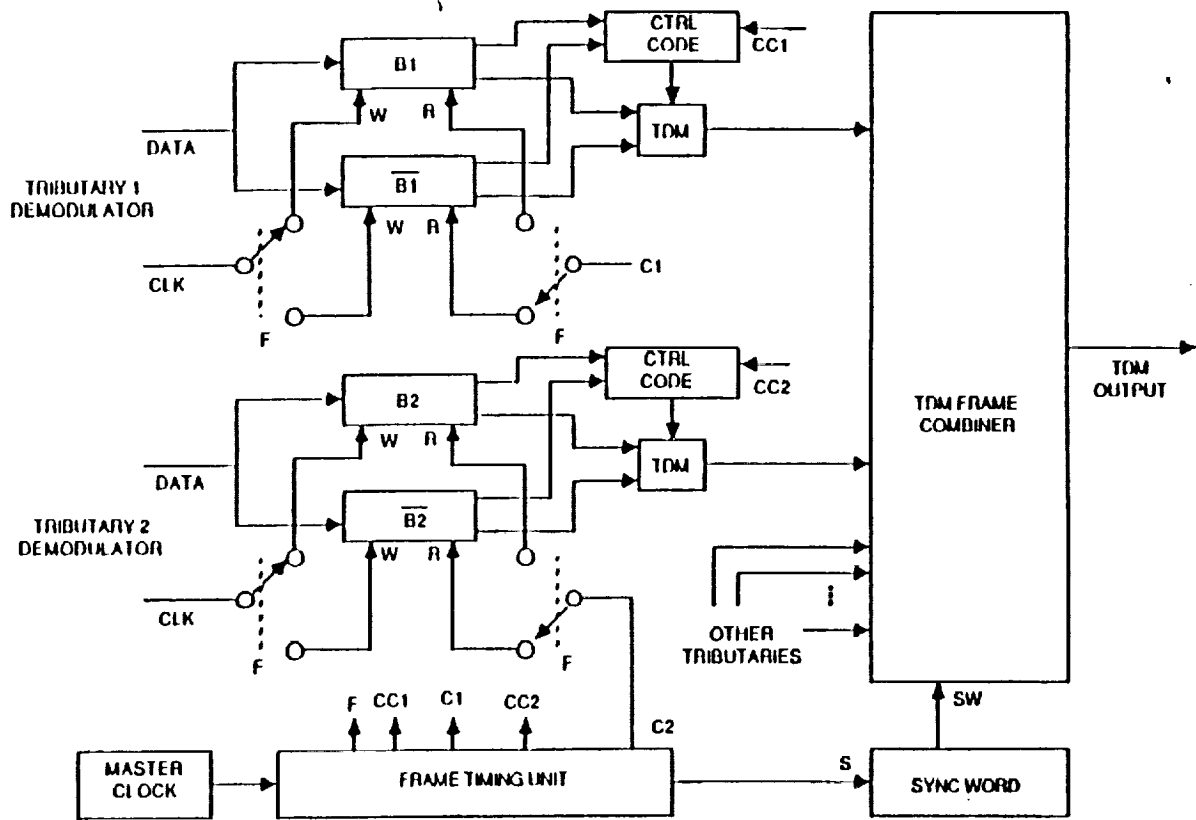 CTRL
CODE
CC1
B1
W
R
TDM
DATA
B1
TRIBUTARY 1
DEMODULATOR
W
R
CLK
C1
F
F
CTRL
CODE
CC2
B2
W
R
TDM
DATA
B2
TRIBUTARY 2
DEMODULATOR
W
R
CLK
F
F
TDM FRAME
COMBINER
TDM
OUTPUT
OTHER
TRIBUTARIES
F
CC1
C1
CC2
C2
SW
MASTER
CLOCK
FRAME TIMING UNIT
S
SYNC WORD